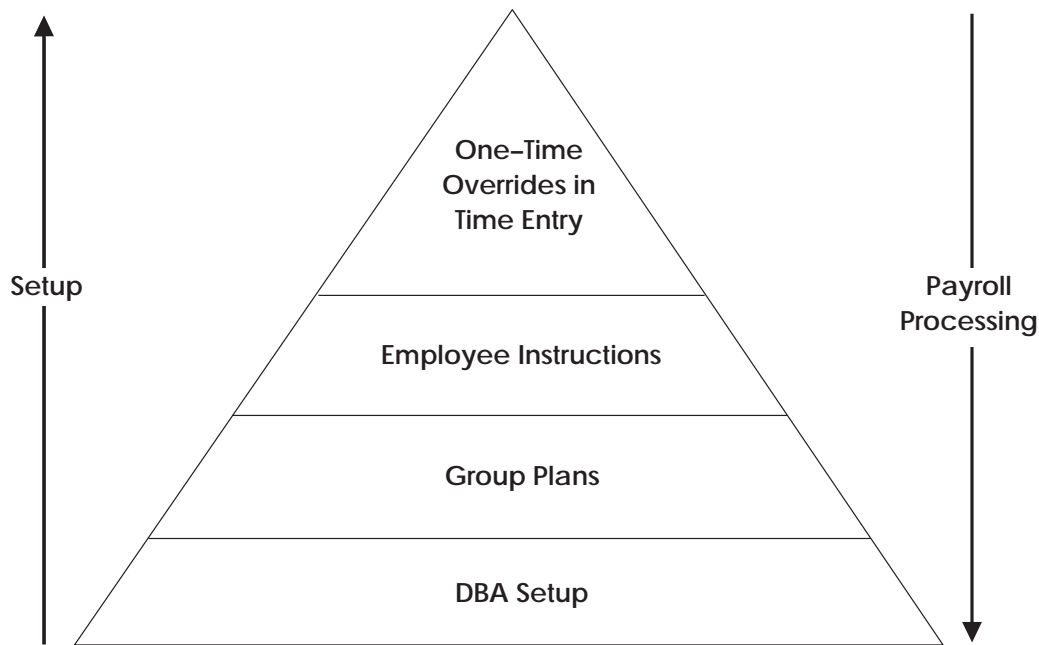 One–Time
Overrides in
Time Entry
Setup
Payroll
Processing
Employee Instructions
Group Plans
DBA Setup